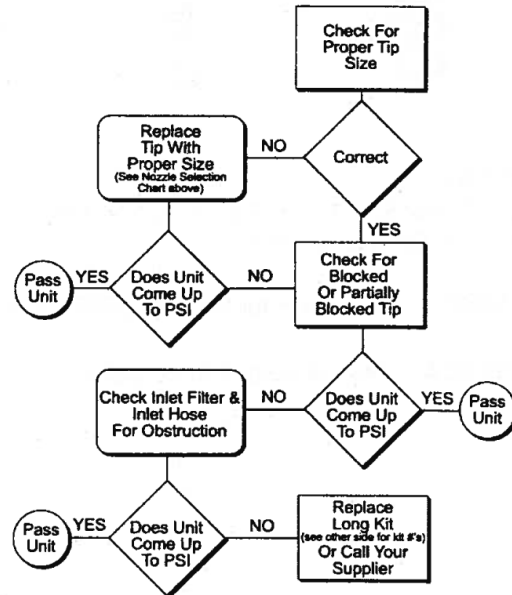 Check For
Proper Tip
Size
Replace
Tip With
Proper Size
(See Nozzle Selection
Chart above)
NO
Correct
YES
Pass
Unit
YES
Does Unit
Come Up
To PSI
NO
Check For
Blocked
Or Partially
Blocked Tip
Check Inlet Filter &
Inlet Hose
For Obstruction
NO
Does Unit
Come Up
To PSI
YES
Pass
Unit
Pass
Unit
YES
Does Unit
Come Up
To PSI
NO
Replace
Long Kit
(see other side for kit #'s)
Or Call Your
Supplier